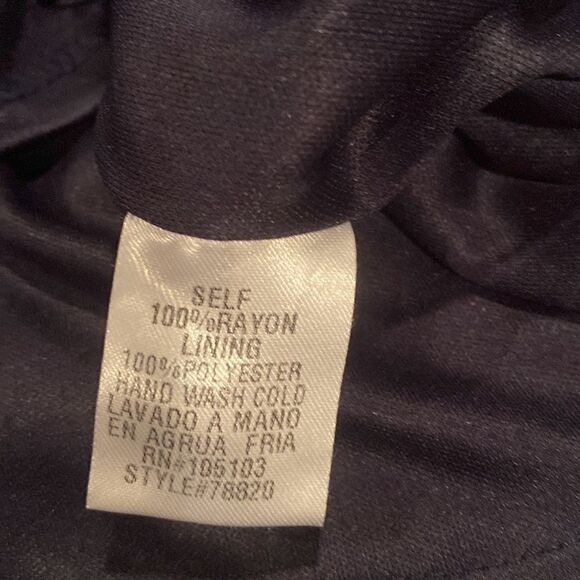 SELF
100%RAYON
LINING
100%POLYESTER
HAND WASH COLD
LAVADO A MANO
EN AGRUA FRIA
RN#105103
STYLE#78820